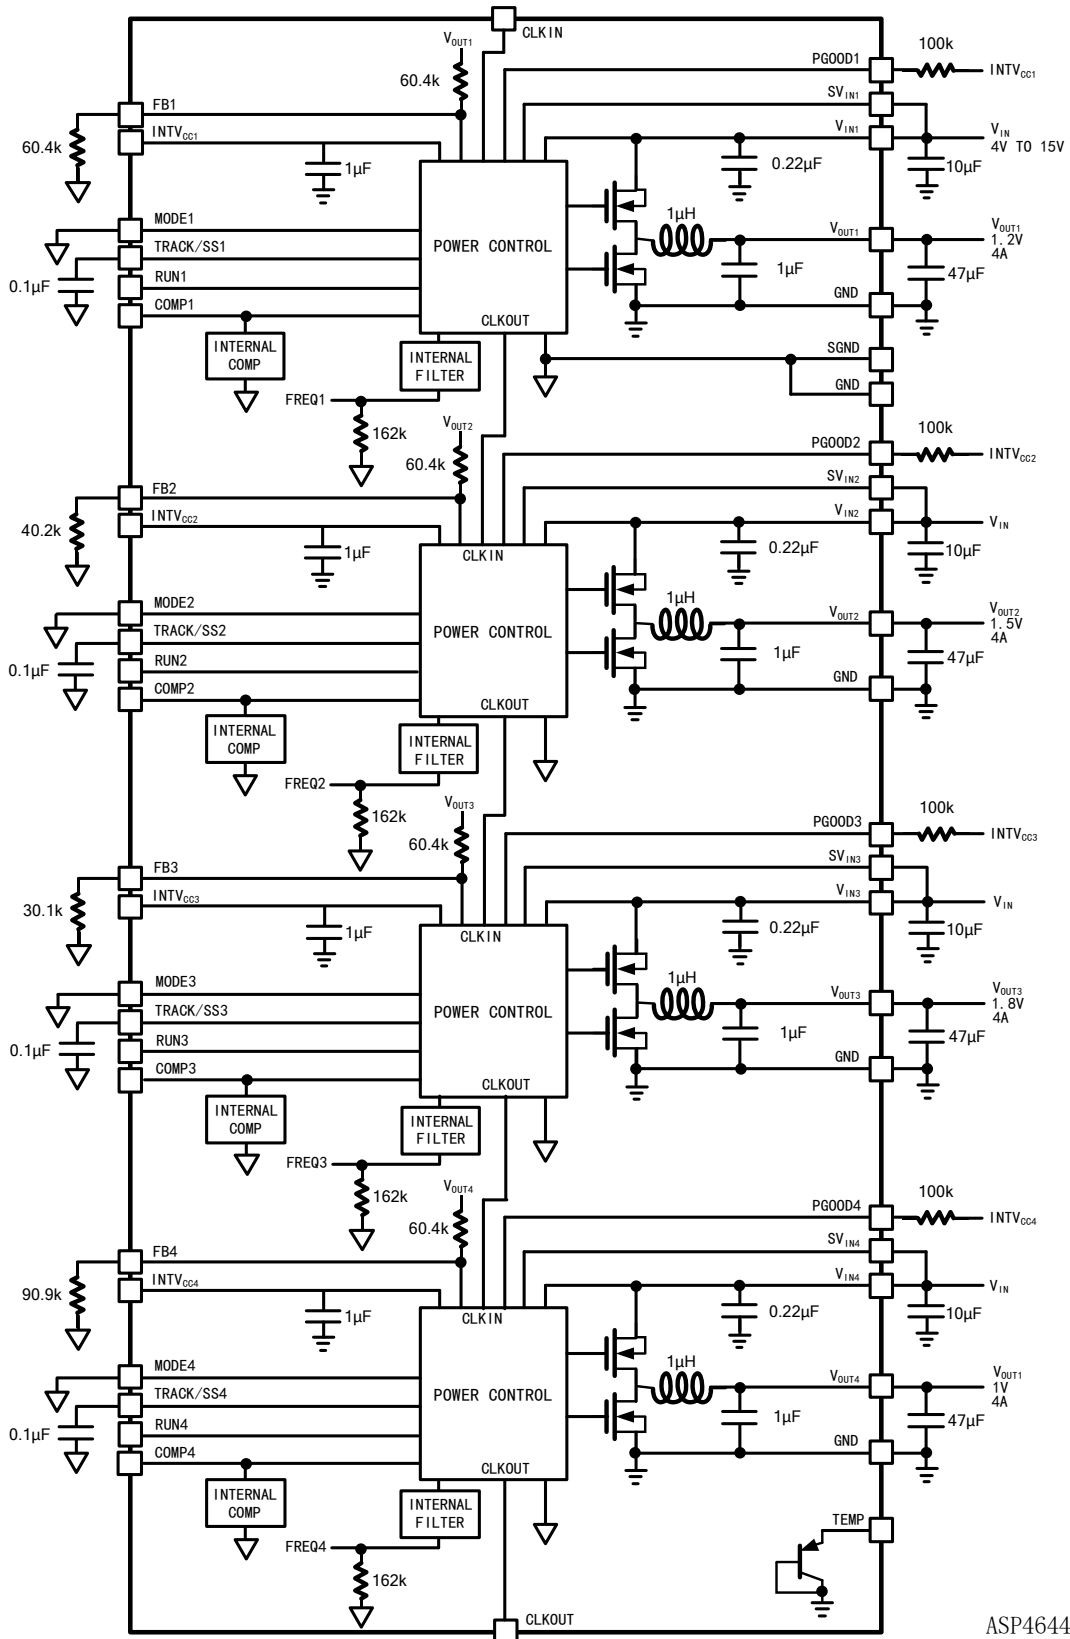 CLKIN
VOUT1
60.4k
PGOOD1
100k
INTVCC1
SVIN1
FB1
60.4k
INTVCC1
1µF
VIN1
VIN
4V TO 15V
0.22µF
10µF
MODE1
TRACK/SS1
0.1µF
RUN1
COMP1
POWER CONTROL
CLKOUT
1µH
VOUT1
VOUT1
1.2V
4A
1µF
47µF
GND
INTERNAL
COMP
INTERNAL
FILTER
SGND
GND
FREQ1
162k
VOUT2
60.4k
PGOOD2
100k
INTVCC2
SVIN2
FB2
40.2k
INTVCC2
1µF
CLKIN
VIN2
VIN
0.22µF
10µF
MODE2
TRACK/SS2
0.1µF
RUN2
COMP2
POWER CONTROL
CLKOUT
1µH
VOUT2
VOUT2
1.5V
4A
1µF
47µF
GND
INTERNAL
COMP
INTERNAL
FILTER
FREQ2
162k
VOUT3
60.4k
PGOOD3
100k
INTVCC3
SVIN3
FB3
30.1k
INTVCC3
1µF
CLKIN
VIN3
VIN
0.22µF
10µF
MODE3
TRACK/SS3
0.1µF
RUN3
COMP3
POWER CONTROL
CLKOUT
1µH
VOUT3
VOUT3
1.8V
4A
1µF
47µF
GND
INTERNAL
COMP
INTERNAL
FILTER
FREQ3
162k
VOUT4
60.4k
PGOOD4
100k
INTVCC4
SVIN4
FB4
90.9k
INTVCC4
1µF
CLKIN
VIN4
VIN
0.22µF
10µF
MODE4
TRACK/SS4
0.1µF
RUN4
COMP4
POWER CONTROL
CLKOUT
1µH
VOUT4
VOUT1
1V
4A
1µF
47µF
GND
INTERNAL
COMP
INTERNAL
FILTER
FREQ4
162k
TEMP
CLKOUT
ASP4644